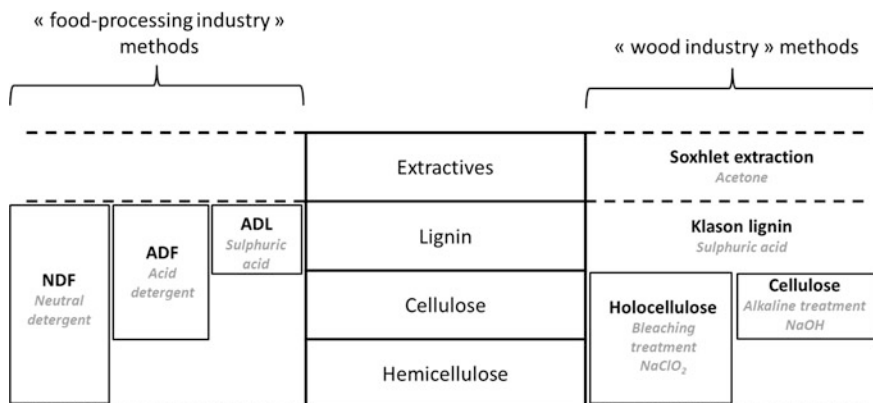 « food-processing industry »
methods
« wood industry » methods
Extractives
Soxhlet extraction
Acetone
NDF
Neutral
detergent
ADF
Acid
detergent
ADL
Sulphuric
acid
Lignin
Klason lignin
Sulphuric acid
Cellulose
Holocellulose
Bleaching
treatment
NaClO₂
Cellulose
Alkaline treatment
NaOH
Hemicellulose